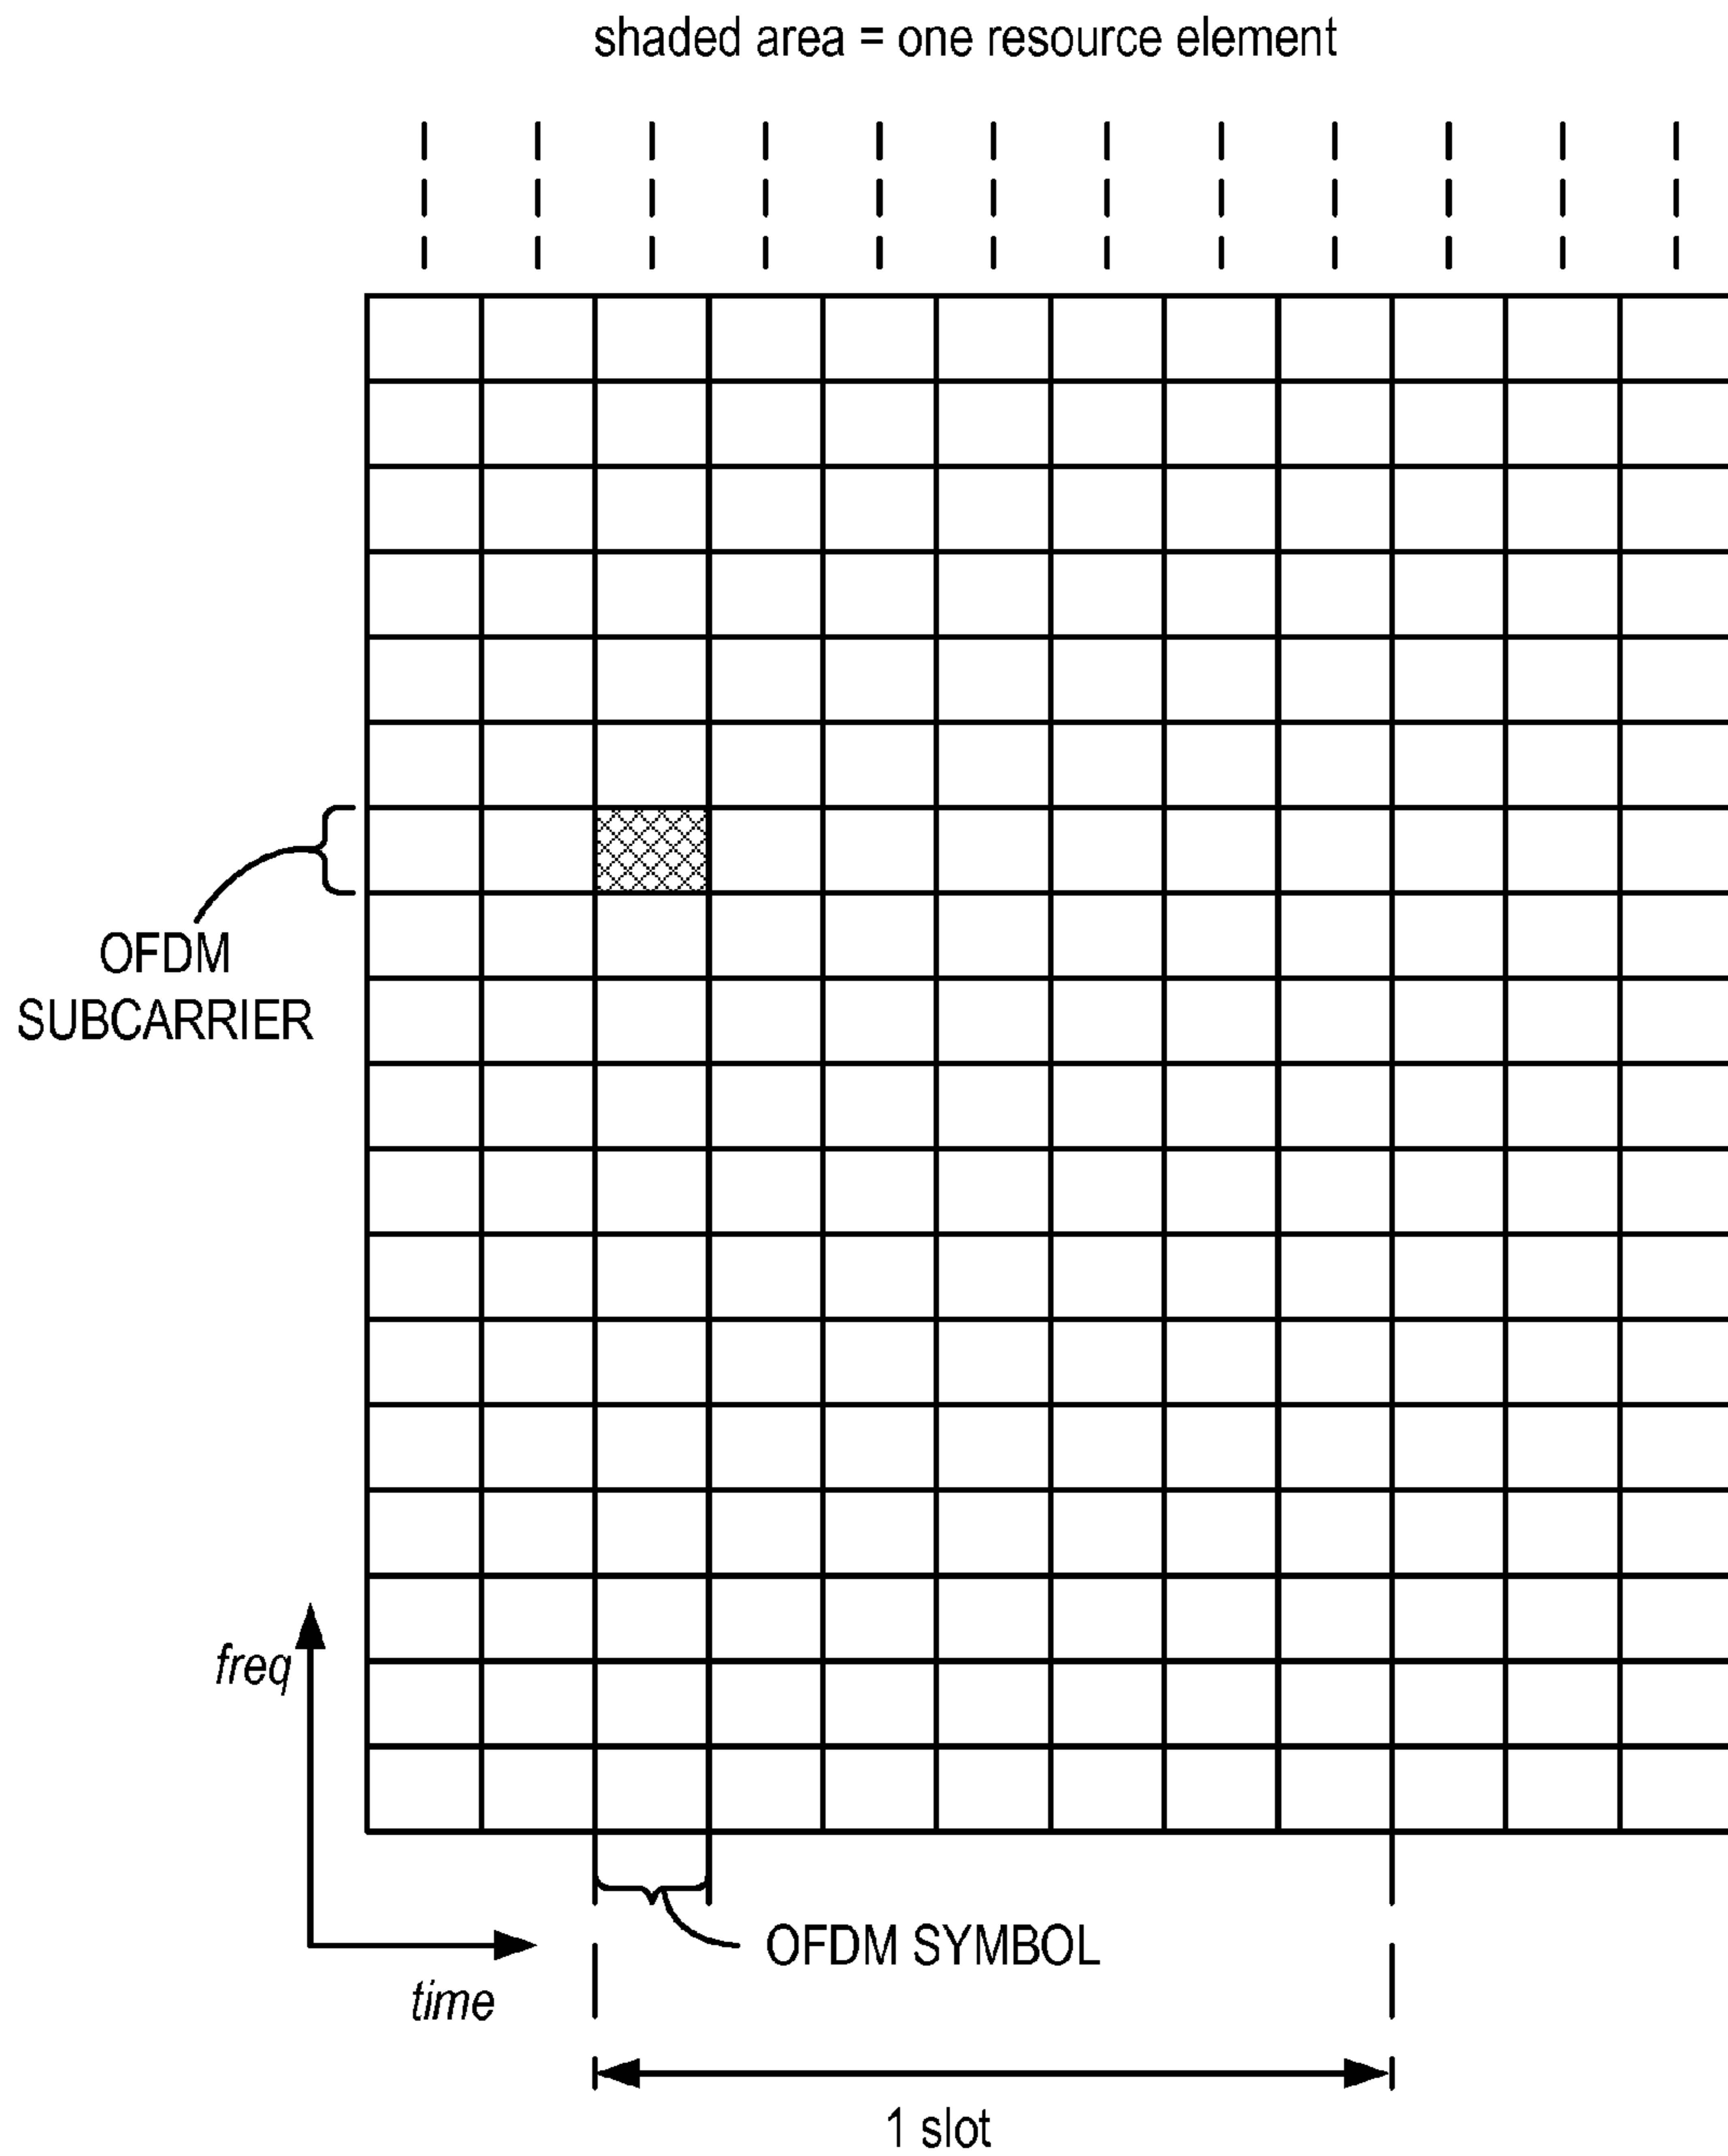 shaded area = one resource element
OFDM
SUBCARRIER
freq
time
OFDM SYMBOL
1 slot